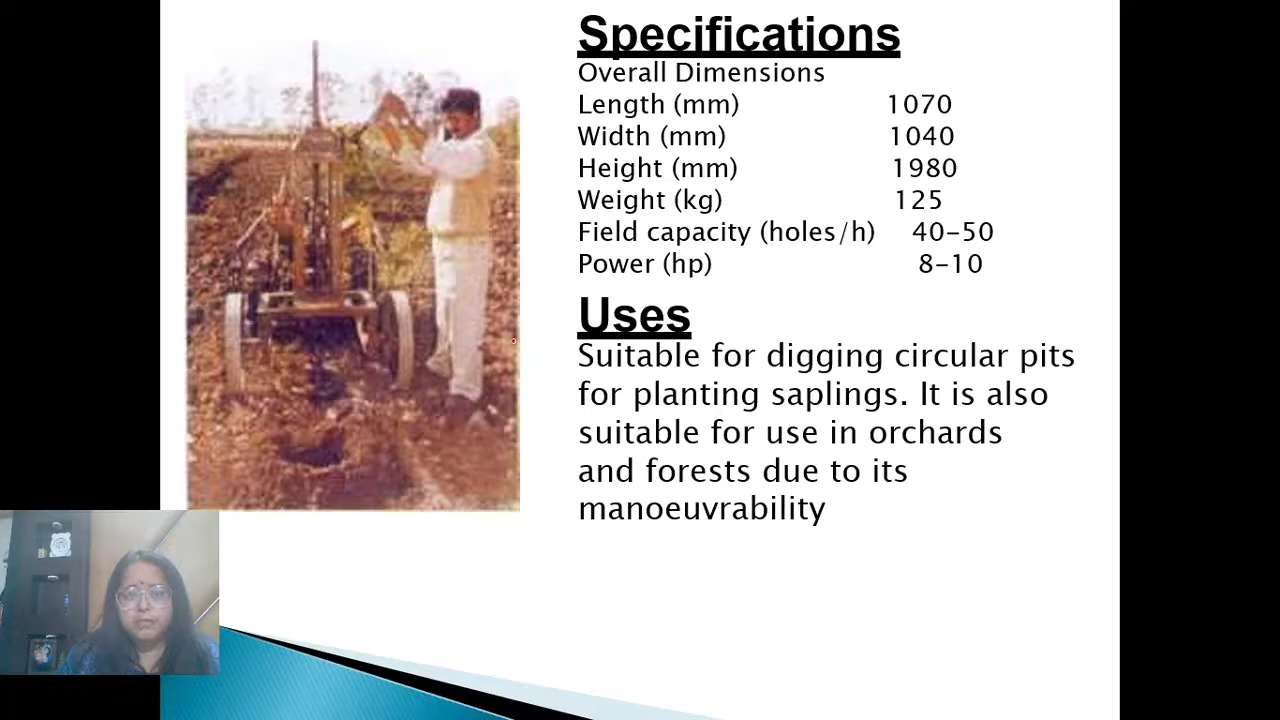 Specifications
Overall Dimensions
Length (mm) 1070
Width (mm) 1040
Height (mm) 1980
Weight (kg) 125
Field capacity (holes/h) 40-50
Power (hp) 8-10
Uses
Suitable for digging circular pits
for planting saplings. It is also
suitable for use in orchards
and forests due to its
manoeuvrability